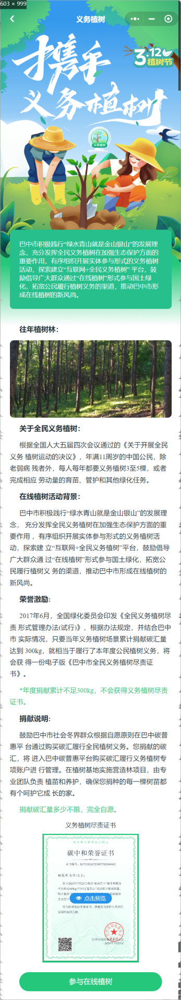 603 × 999
义务植树
才携手
义务植树
3.12
植树节
义务植树
巴中市积极践行“绿水青山就是金山银山”的发展理
念，充分发挥全民义务植树在加强生态保护方面的
重要作用，有序组织开展实体参与形式的义务植树
活动，探索建立“互联网+全民义务植树” 平台，鼓
励倡导广大群众通过“在线植树”形式参与国土绿
化，拓宽公民履行植树义务的渠道，推动巴中市形
成在线植树的新风尚。
往年植树林：
关于全民义务植树：
根据全国人大五届四次会议通过的《关于开展全民
义务 植树运动的决议》，年满11周岁的中国公民，除
老弱病 残者外，每人每年都要义务植树3至5棵，或者
完成相应 劳动量的育苗、管护和其他绿化任务。
在线植树活动背景：
巴中市积极践行“绿水青山就是金山银山”的发展理
念， 充分发挥全民义务植树在加强生态保护方面的重
要作用 ，有序组织开展实体参与形式的义务植树活
动，探索建 立“互联网+全民义务植树”平台，鼓励倡导
广大群众通 过“在线植树”形式参与国土绿化，拓宽公
民履行植树义 务的渠道，推动巴中市形成在线植树的
新风尚。
荣誉激励：
2017年6月，全国绿化委员会印发《全民义务植树尽
责 形式管理办法(试行)》，根据办法规定，并结合巴中
市 实际情况，只要当年义务植树场景累计捐献碳汇量
达到 300kg，就相当于履行了本年度公民植树义务，将
会获 得一份电子版《巴中市全民义务植树尽责证
书》。
*年度捐献累计不足300kg，不会获得义务植树尽责
证书。
捐献说明：
鼓励巴中市社会冬界群众根据自愿原则在巴中碳普
惠平 台通过购买碳汇履行全民植树义务。您捐献的碳
汇，将 进入巴中碳普惠平台购买碳汇履行义务植树专
项账户进 行管理。在植树基地实施营造林项目，由专
业团队负责 植苗和养护，确保您捐种的每一棵树苗都
有个呵护它成 长的家。
捐献碳汇量多少不限，完全自愿。
义务植树尽责证书
绿水青山就是金山银山
碳中和荣誉证书
何先生 先生/女士：
点击预览
2024年7月23日
参与在线植树